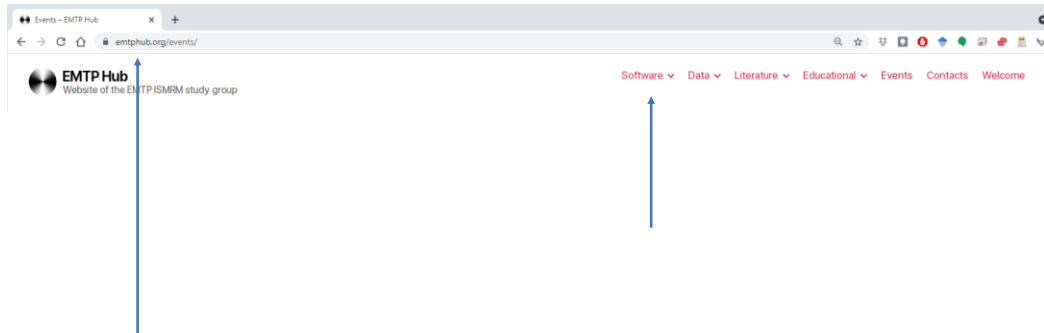 Events – EMTP Hub
emtphub.org/events/
EMTP Hub
Website of the EMTP ISMRM study group
Software Data Literature Educational Events Contacts Welcome